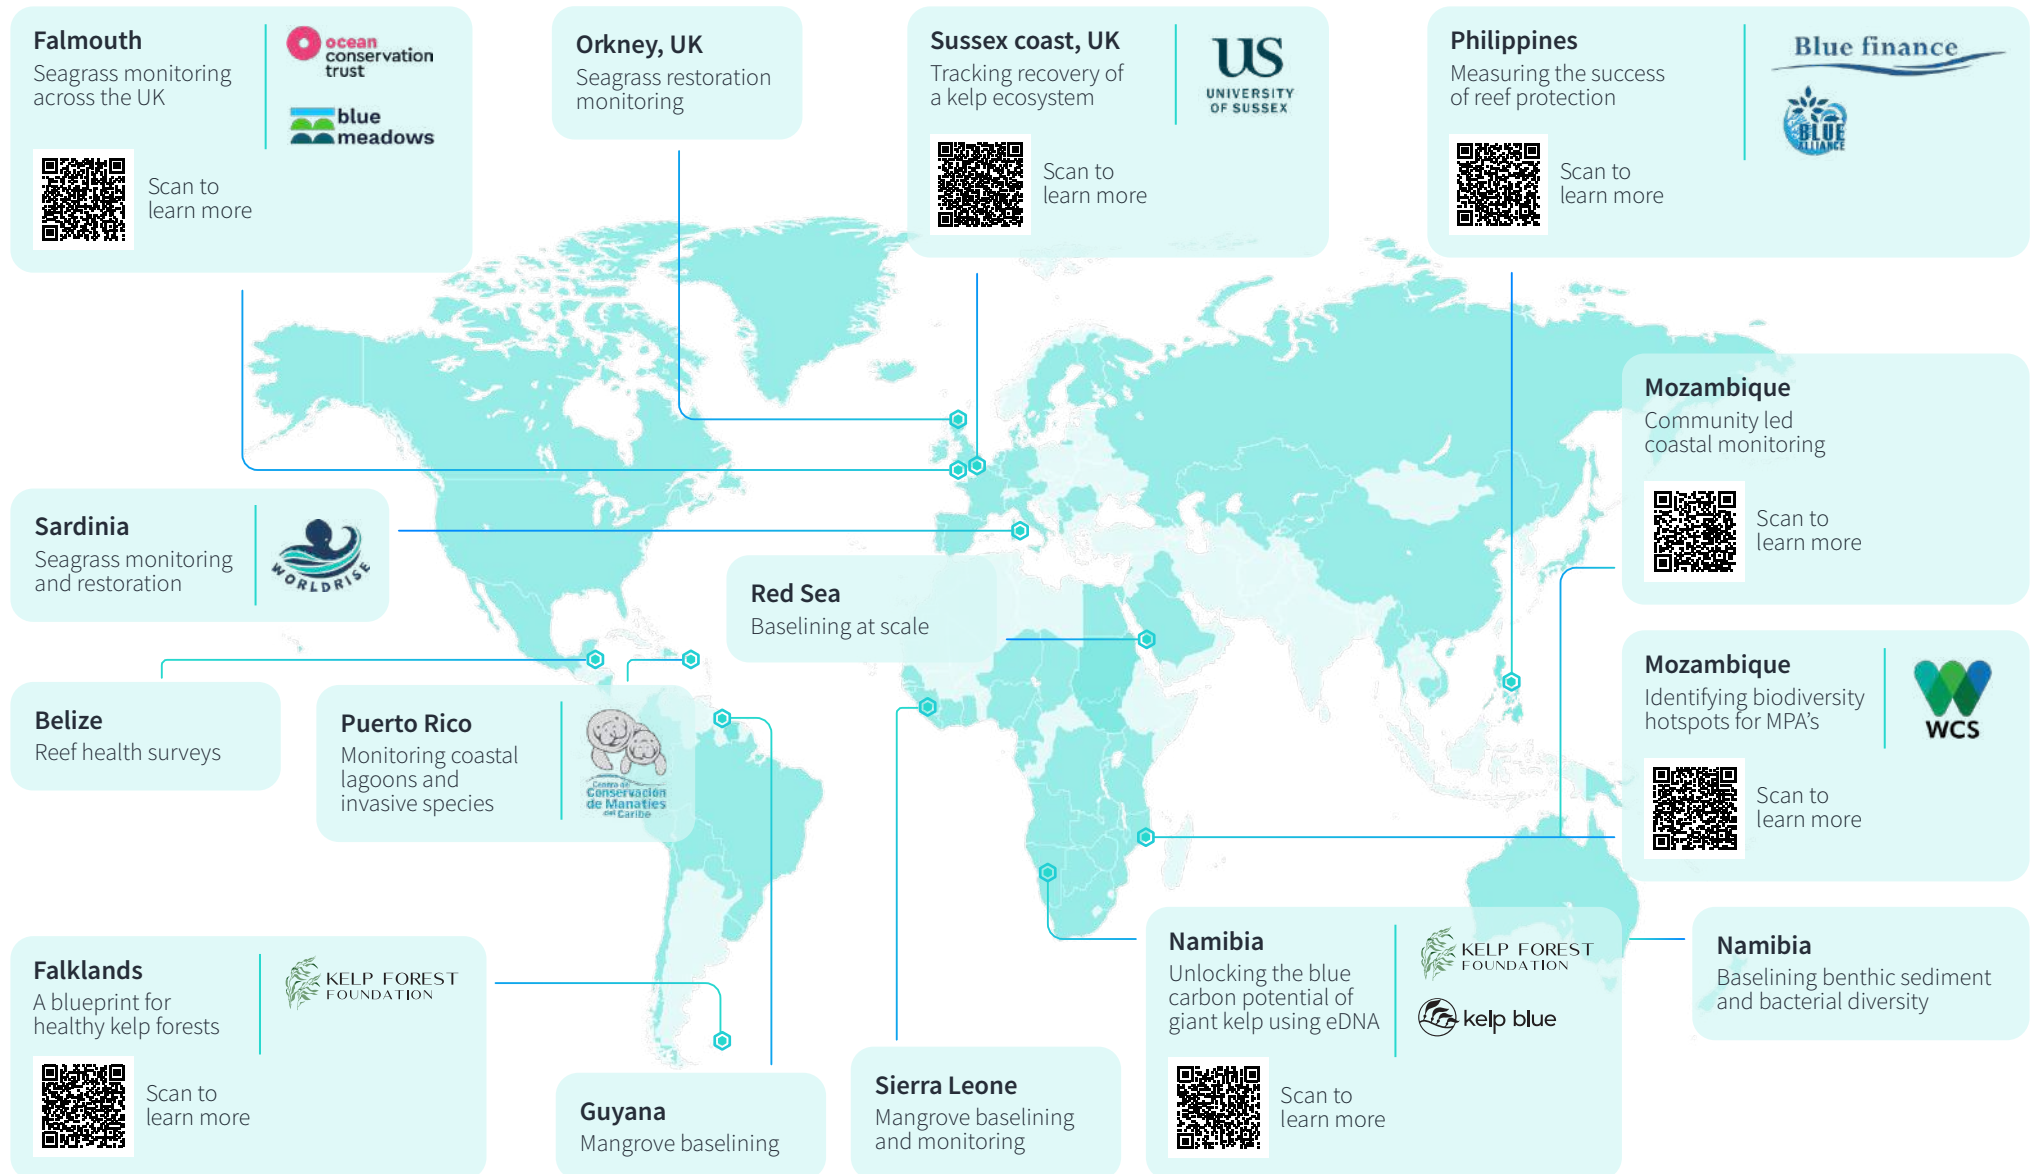 Falmouth
Seagrass monitoring
across the UK
ocean
conservation
trust
blue
meadows
Scan to
learn more
Orkney, UK
Seagrass restoration
monitoring
Sussex coast, UK
Tracking recovery of
a kelp ecosystem
US
UNIVERSITY
OF SUSSEX
Scan to
learn more
Philippines
Measuring the success
of reef protection
Blue finance
BLUE
ALLIANCE
Scan to
learn more
Mozambique
Community led
coastal monitoring
Scan to
learn more
Sardinia
Seagrass monitoring
and restoration
WORLDRISE
Red Sea
Baselining at scale
Mozambique
Identifying biodiversity
hotspots for MPA's
WCS
Scan to
learn more
Belize
Reef health surveys
Puerto Rico
Monitoring coastal
lagoons and
invasive species
Centro de
Conservación
de Manatíes
del Caribe
Falklands
A blueprint for
healthy kelp forests
KELP FOREST
FOUNDATION
Scan to
learn more
Guyana
Mangrove baselining
Sierra Leone
Mangrove baselining
and monitoring
Namibia
Unlocking the blue
carbon potential of
giant kelp using eDNA
KELP FOREST
FOUNDATION
kelp blue
Scan to
learn more
Namibia
Baselining benthic sediment
and bacterial diversity